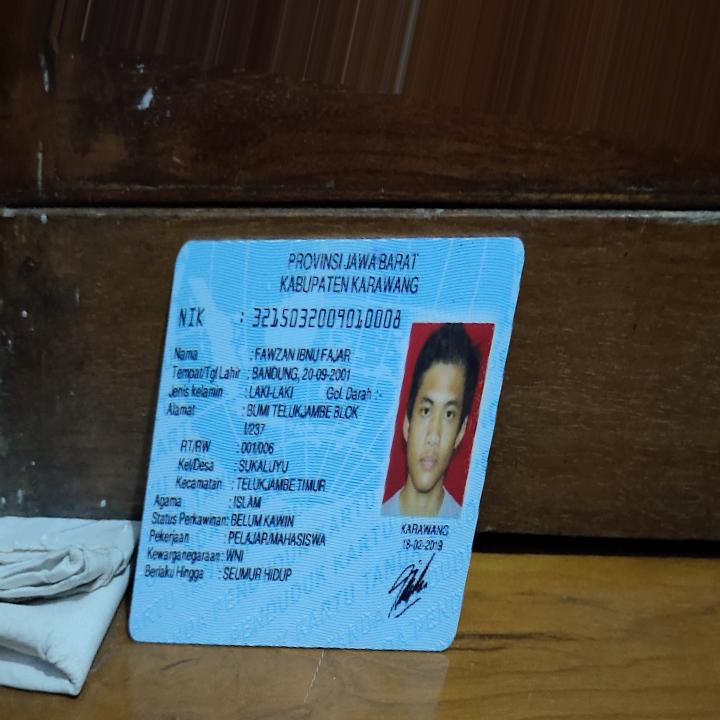 PROVINSI JAWA BARAT
KABUPATEN KARAWANG
NIK : 3215032009010008
Nama : FAWZAN IBNU FAJAR
Tempat/Tgl Lahir : BANDUNG, 20-09-2001
Jenis kelamin : LAKI-LAKI Gol. Darah :-
Alamat : BUMI TELUKJAMBE BLOK
I/237
RT/RW : 001/006
Kel/Desa : SUKALUYU
Kecamatan : TELUKJAMBE TIMUR
Agama : ISLAM
Status Perkawinan: BELUM KAWIN
Pekerjaan : PELAJAR/MAHASISWA
Kewarganegaraan: WNI
Berlaku Hingga : SEUMUR HIDUP
KARAWANG
18-02-2019